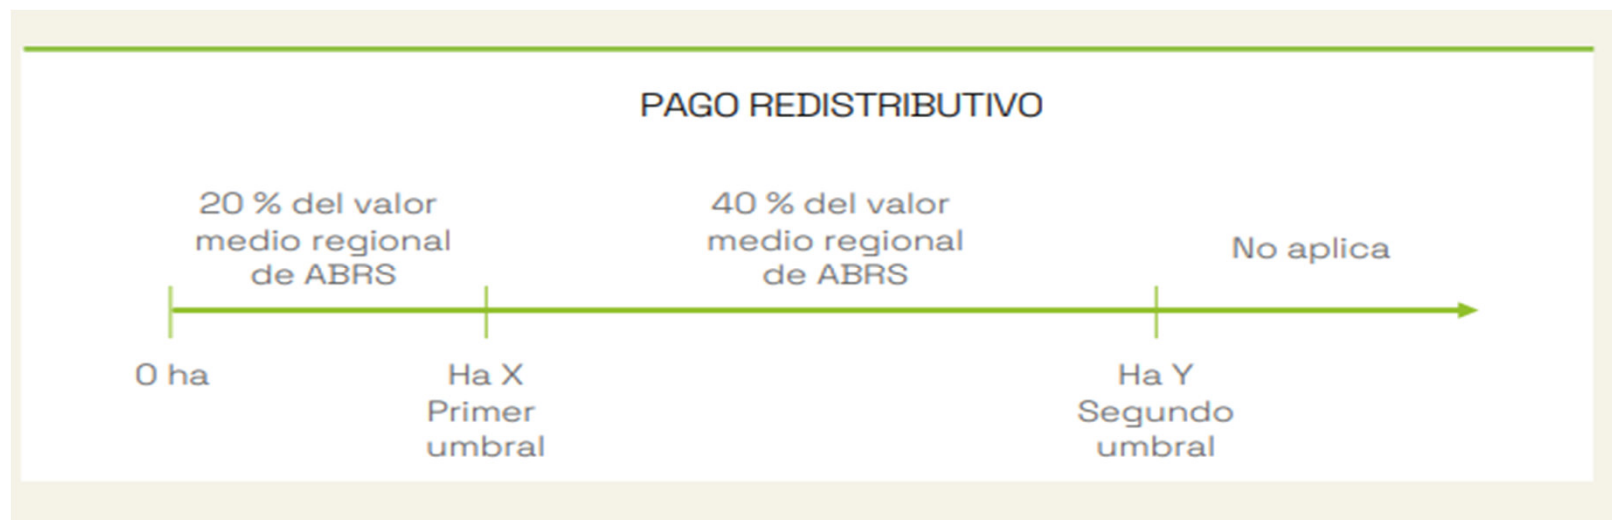 PAGO REDISTRIBUTIVO
20 % del valor
medio regional
de ABRS
40 % del valor
medio regional
de ABRS
No aplica
0 ha
Ha X
Primer
umbral
Ha Y
Segundo
umbral